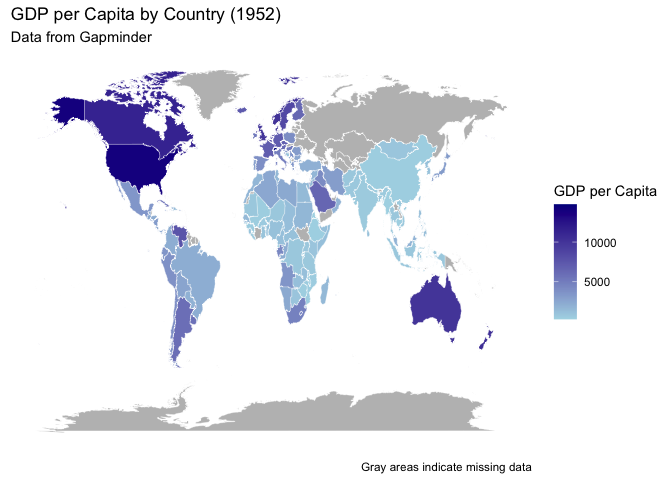 GDP per Capita by Country (1952)
Data from Gapminder
GDP per Capita
10000
5000
Gray areas indicate missing data